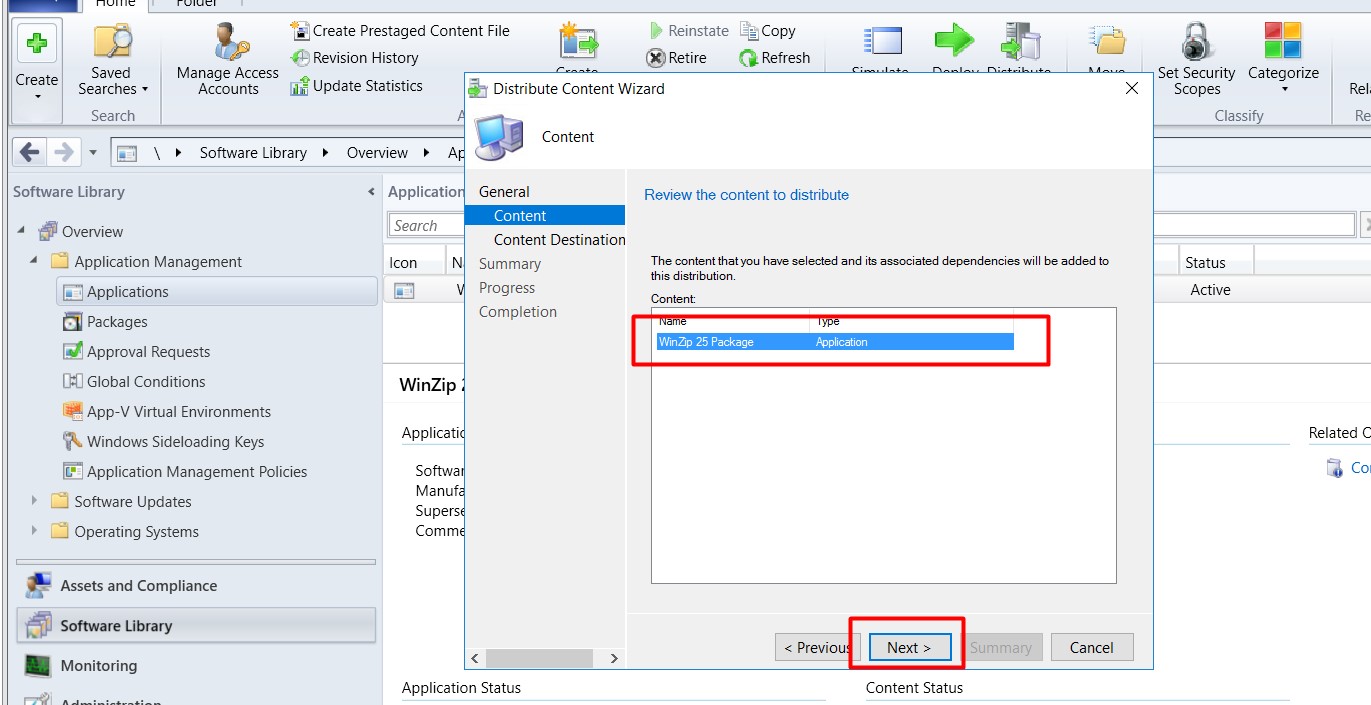 Home
Folder
Create
Saved Searches
Search
Manage Access Accounts
Create Prestaged Content File
Revision History
Update Statistics
Create
Reinstate
Retire
Copy
Refresh
Simulate
Deploy
Distribute
Move
Set Security Scopes
Categorize
Classify
\ Software Library Overview Ap
Software Library
Overview
Application Management
Applications
Packages
Approval Requests
Global Conditions
App-V Virtual Environments
Windows Sideloading Keys
Application Management Policies
Software Updates
Operating Systems
Assets and Compliance
Software Library
Monitoring
Administration
Application
Search
Icon
Status
Active
WinZip
Applicatio
Softwar
Manufa
Superse
Comme
Related
Application Status
Content Status
Distribute Content Wizard
Content
General
Content
Content Destination
Summary
Progress
Completion
Review the content to distribute
The content that you have selected and its associated dependencies will be added to
this distribution.
Content:
Name Type
WinZip 25 Package Application
< Previous
Next >
Summary
Cancel